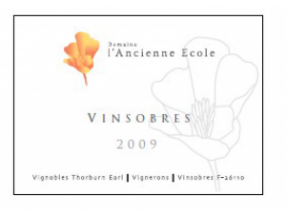 Domaine
l'Ancienne Ecole
VINSOBRES
2009
Vignobles Thorburn Earl | Vignerons | Vinsobres F-26110